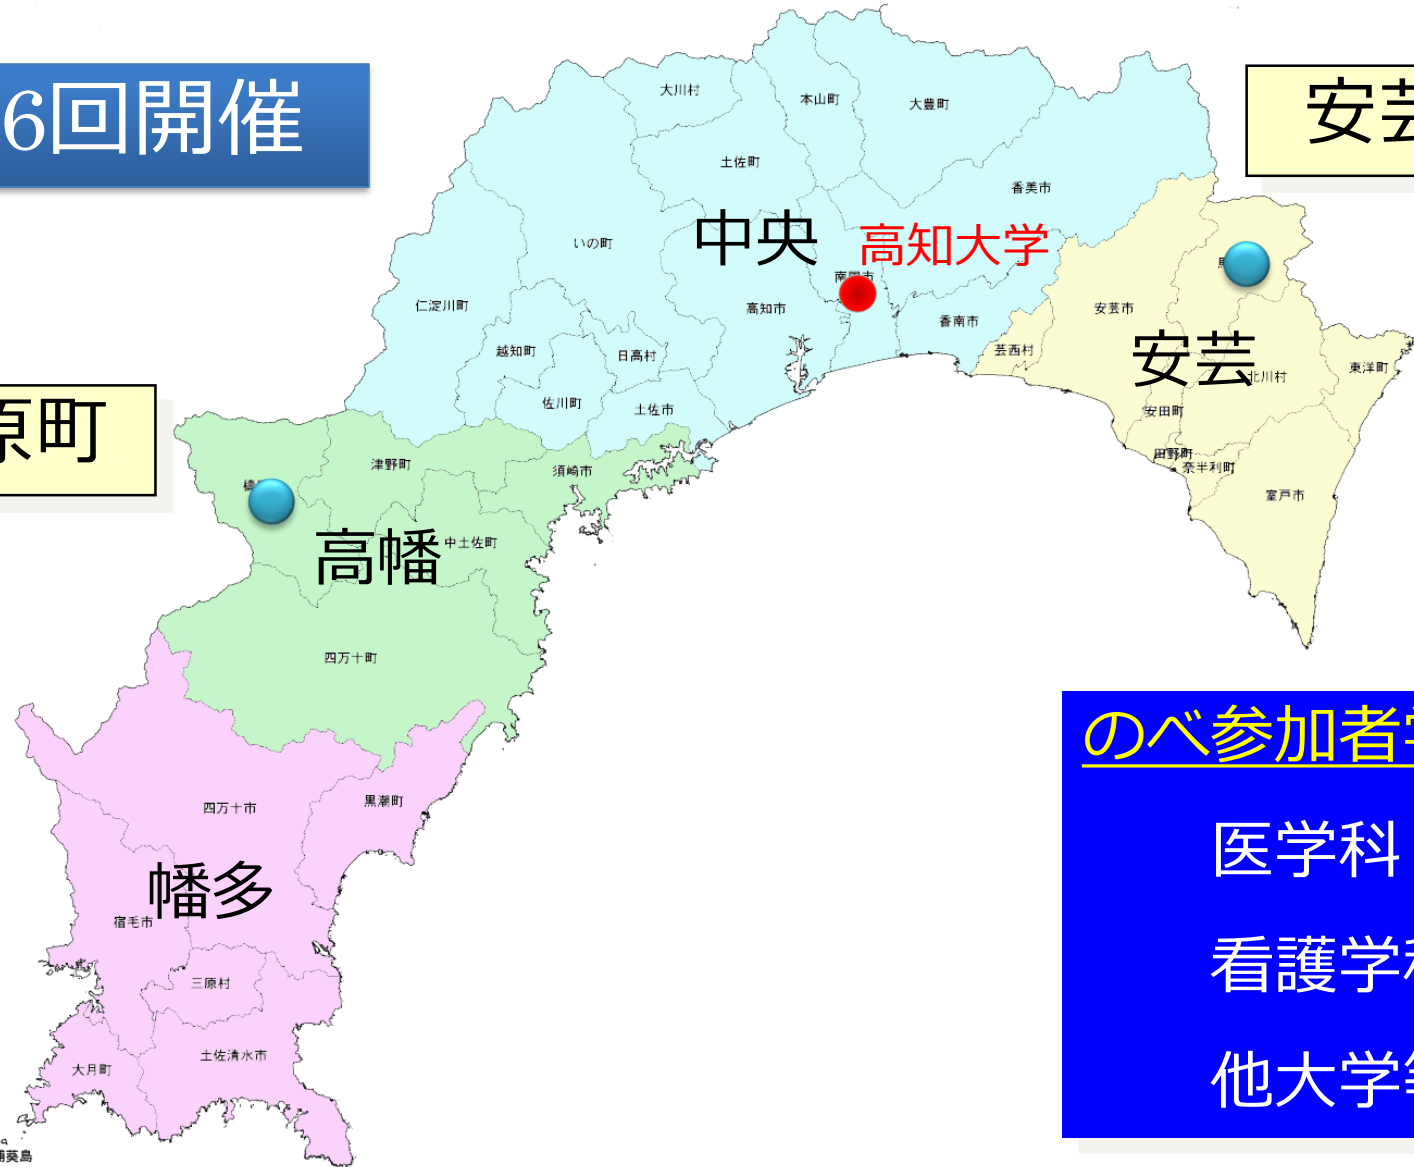 6回開催
安芸
大川村
本山町
大豊町
土佐町
香美市
いの町
中央
高知大学
南国市
仁淀川町
高知市
香南市
安芸市
越知町
日高村
芸西村
安芸
北川村
東洋町
佐川町
土佐市
安田町
原町
津野町
須崎市
田野町
奈半利町
室戸市
高幡
中土佐町
四万十町
のべ参加者
四万十市
黒潮町
医学科
幡多
宿毛市
看護学科
三原村
土佐清水市
大月町
他大学等
葵島